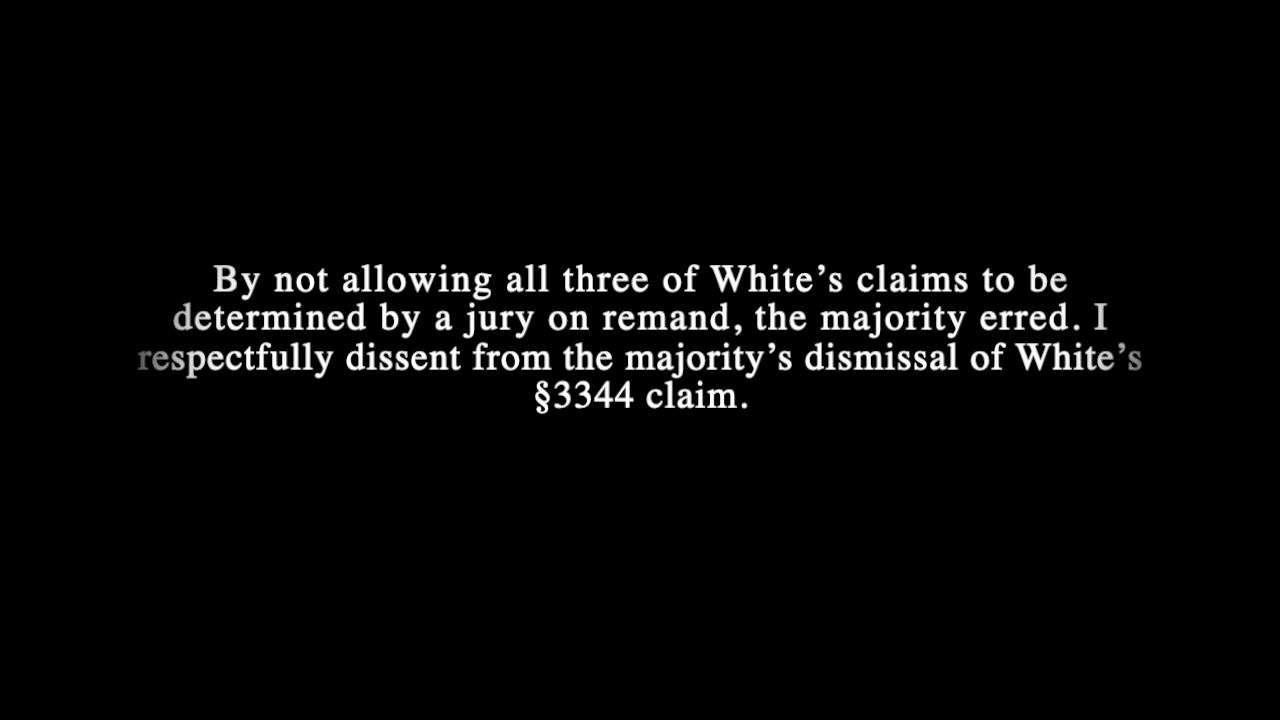 By not allowing all three of White’s claims to be
determined by a jury on remand, the majority erred. I
respectfully dissent from the majority’s dismissal of White’s
§3344 claim.